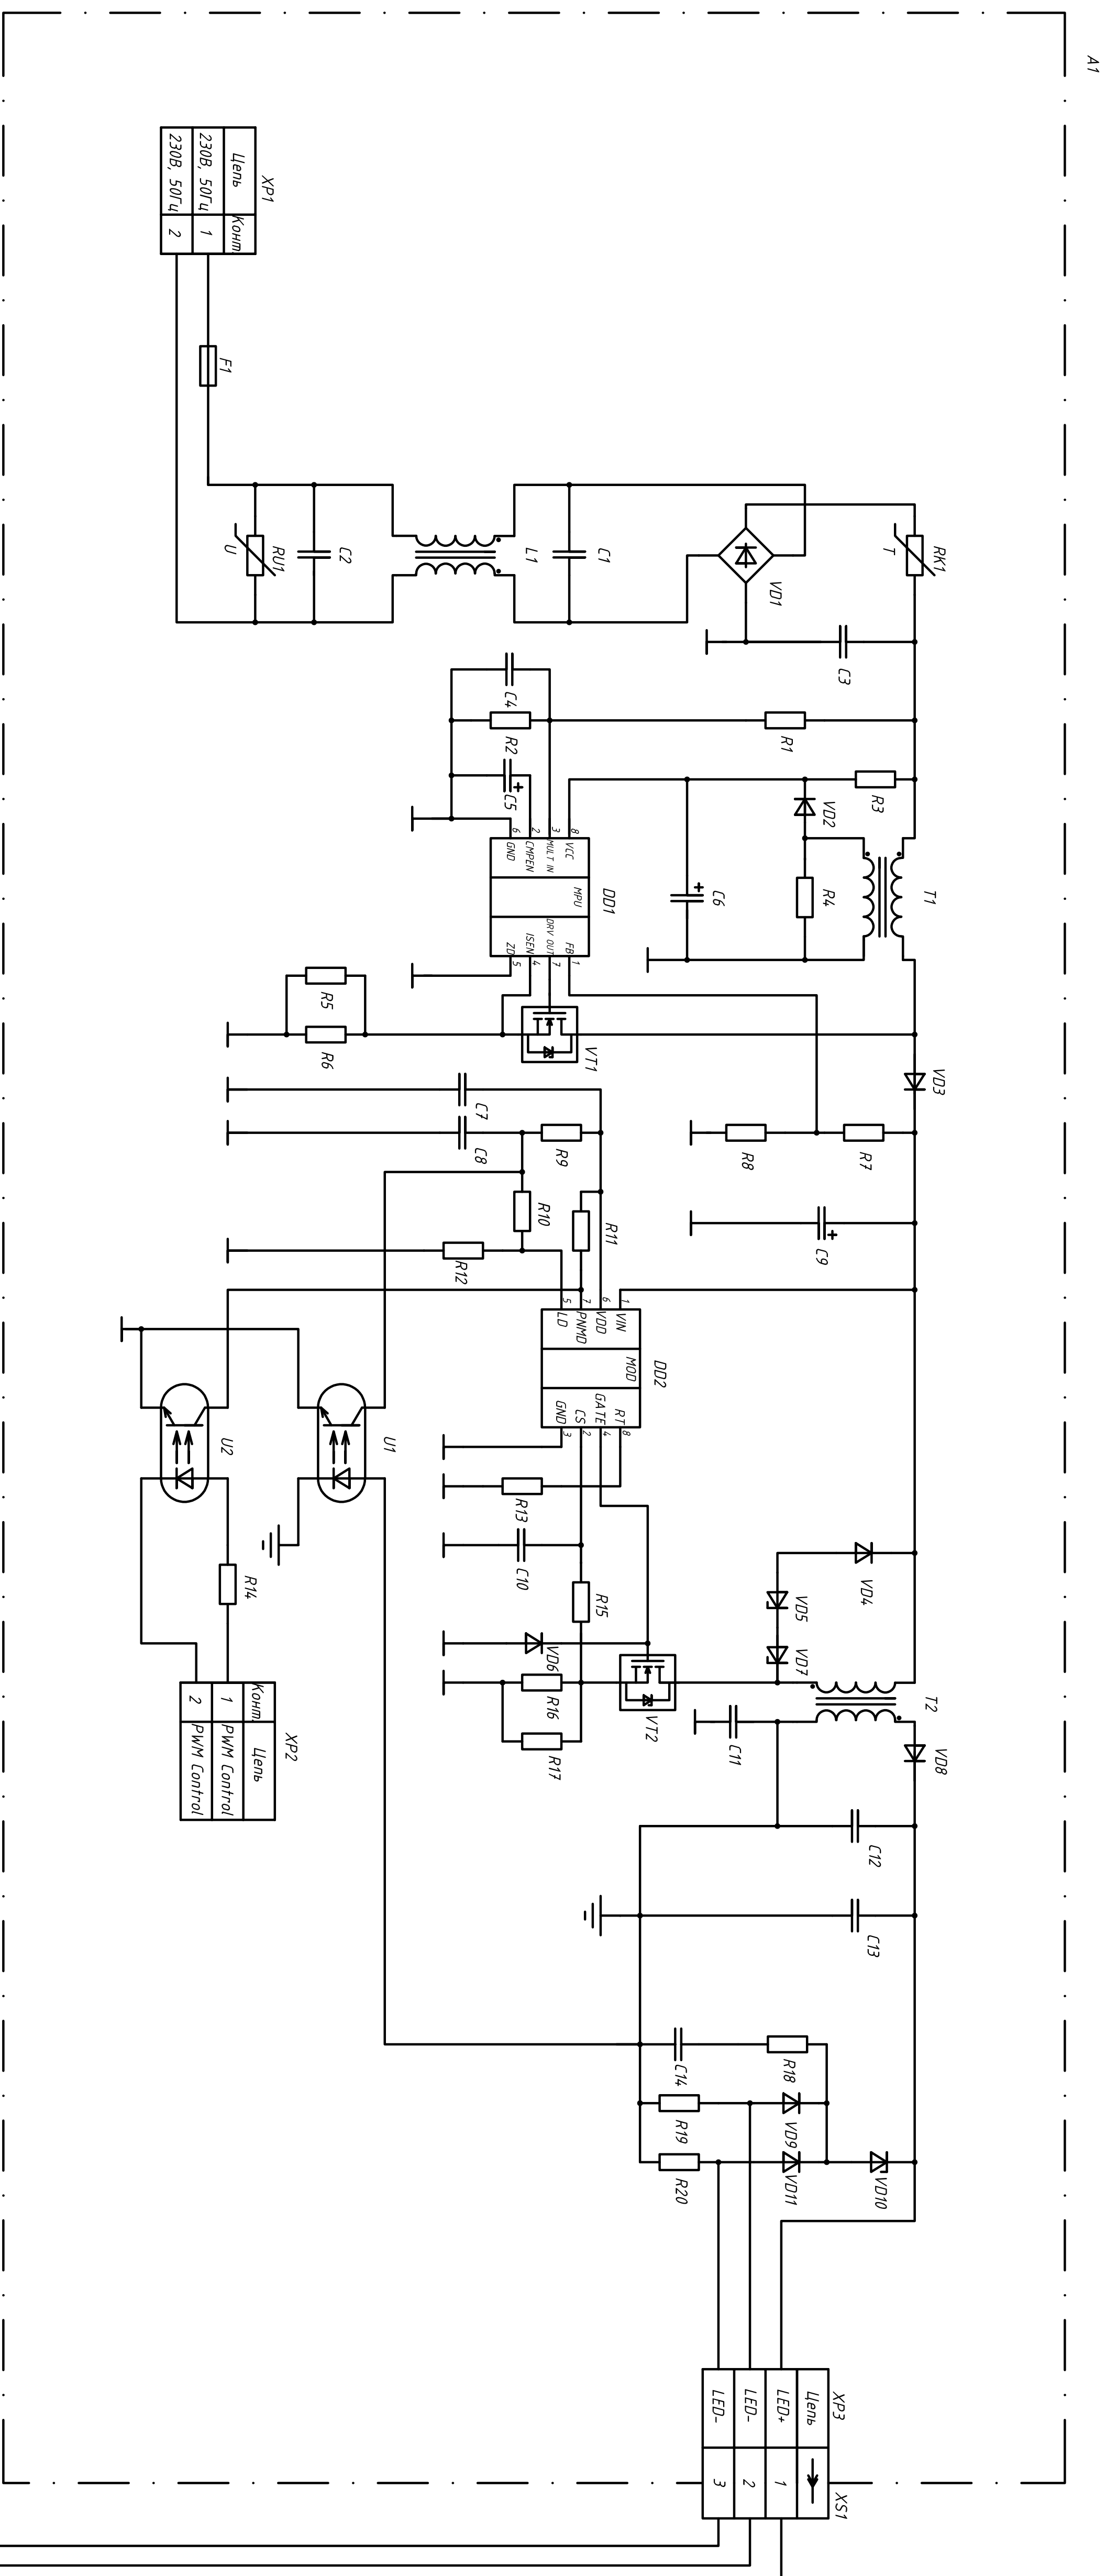 A1
XP1
Цепь
Конт.
230В, 50Гц
1
230В, 50Гц
2
F1
RU1
U
C2
L1
C1
VD1
RK1
T
C3
C4
R2
C5
R1
R3
VD2
R4
T1
C6
DD1
MPU
8
VCC
3
MULT IN
2
CMPEN
6
GND
FB
1
DRV OUT
7
ISEN
4
ZD
5
R5
R6
VT1
VD3
R7
R8
C7
C8
R9
R10
R11
R12
C9
DD2
MOD
1
VIN
6
VDD
7
PNMD
5
LD
RT
8
GATE
4
CS
2
GND
3
U1
U2
R13
R14
C10
R15
VD4
VD5
VD7
VD6
R16
R17
VT2
T2
C11
VD8
C12
C13
XP2
Конт.
Цепь
1
PWM Control
2
PWM Control
C14
R18
R19
VD9
R20
VD11
VD10
XP3
XS1
Цепь
LED+
1
LED-
2
LED-
3